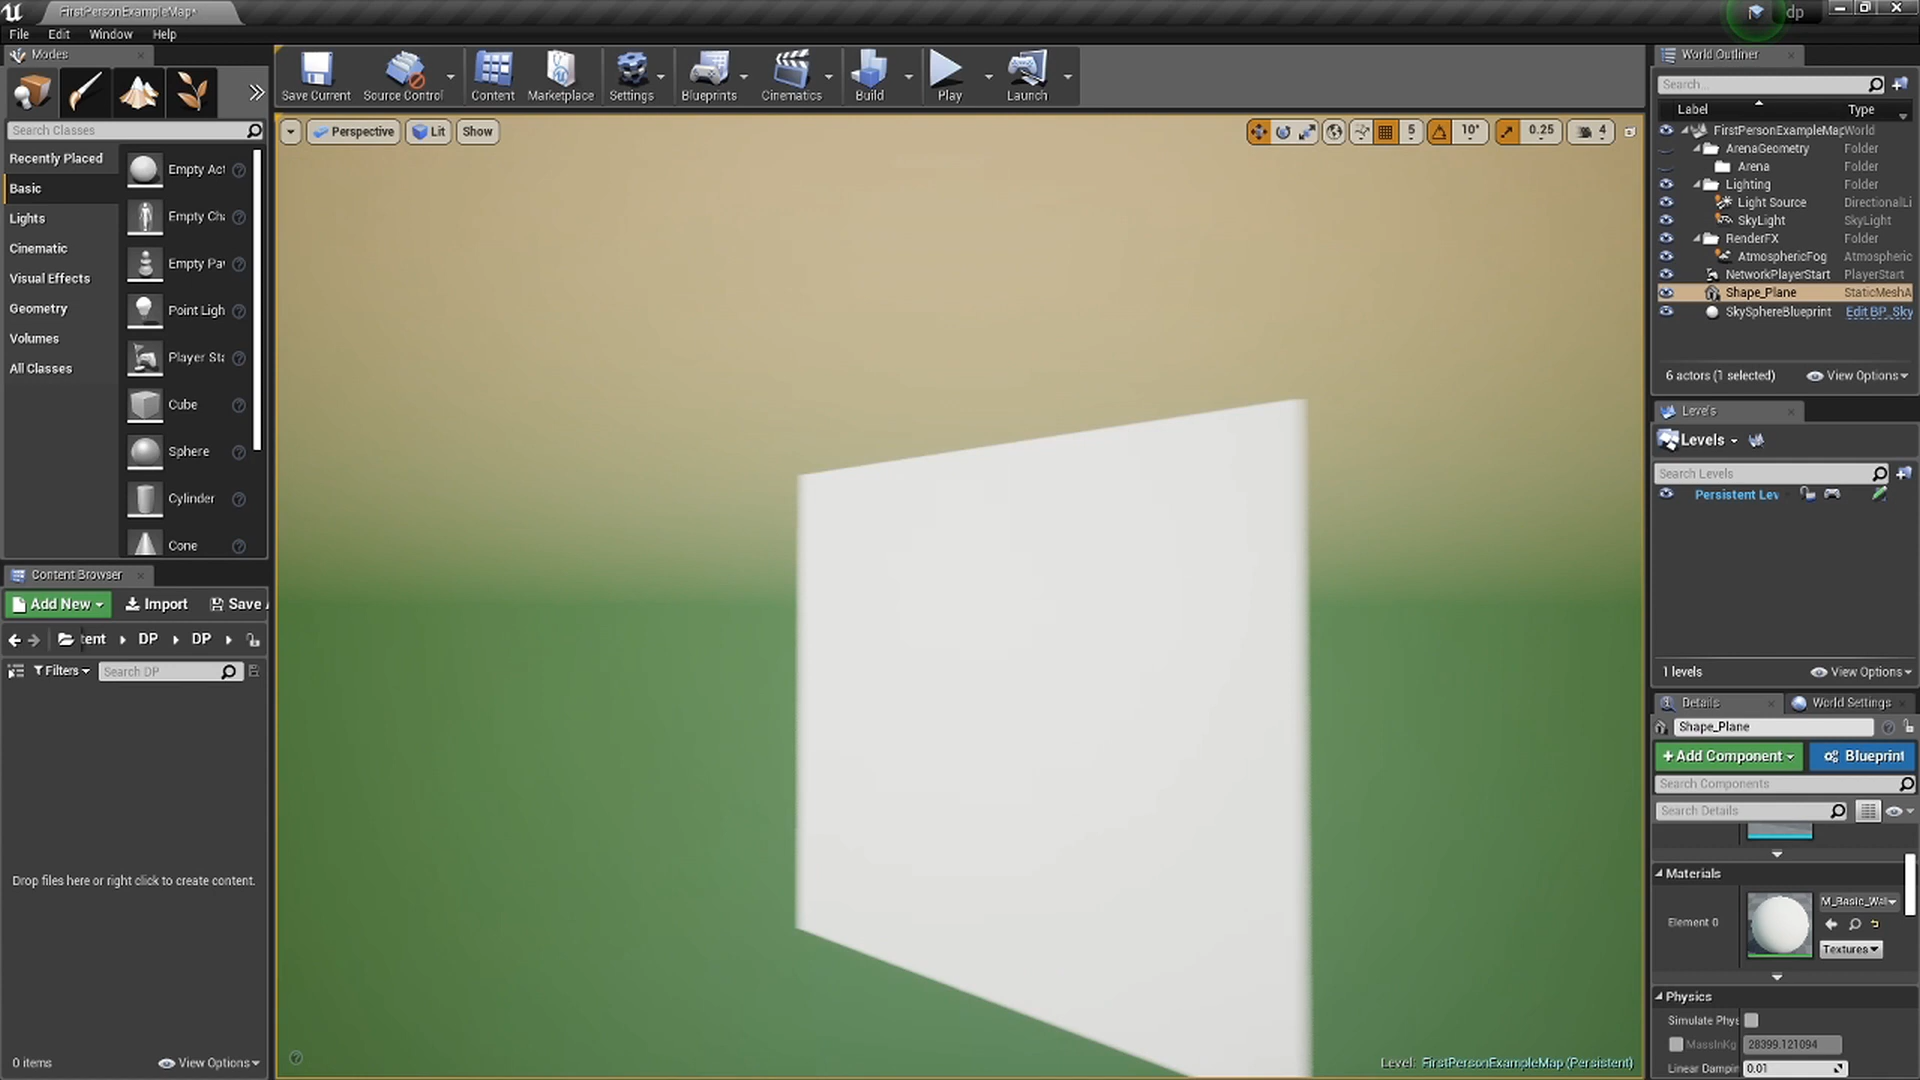 FirstPersonExampleMap*
dp
File Edit Window Help
Modes
Search Classes
Recently Placed
Basic
Lights
Cinematic
Visual Effects
Geometry
Volumes
All Classes
Empty Act
Empty Cha
Empty Pa
Point Ligh
Player Sta
Cube
Sphere
Cylinder
Cone
Save Current Source Control Content Marketplace Settings Blueprints Cinematics Build Play Launch
Perspective Lit Show
5 10° 0.25 4
Level: FirstPersonExampleMap (Persistent)
Content Browser
Add New Import Save
tent DP DP
Filters Search DP
Drop files here or right click to create content.
0 items View Options
World Outliner
Search...
Label Type
FirstPersonExampleMap World
ArenaGeometry Folder
Arena Folder
Lighting Folder
Light Source DirectionalLi
SkyLight SkyLight
RenderFX Folder
AtmosphericFog Atmospheric
NetworkPlayerStart PlayerStart
Shape_Plane StaticMeshA
SkySphereBlueprint Edit BP_Sky
6 actors (1 selected) View Options
Levels
Levels
Search Levels
Persistent Lev
1 levels View Options
Details World Settings
Shape_Plane
+Add Component Blueprint
Search Components
Search Details
Materials
Element 0 M_Basic_Wal
Textures
Physics
Simulate Phys
MassInKg 28399.121094
Linear Dampin 0.01